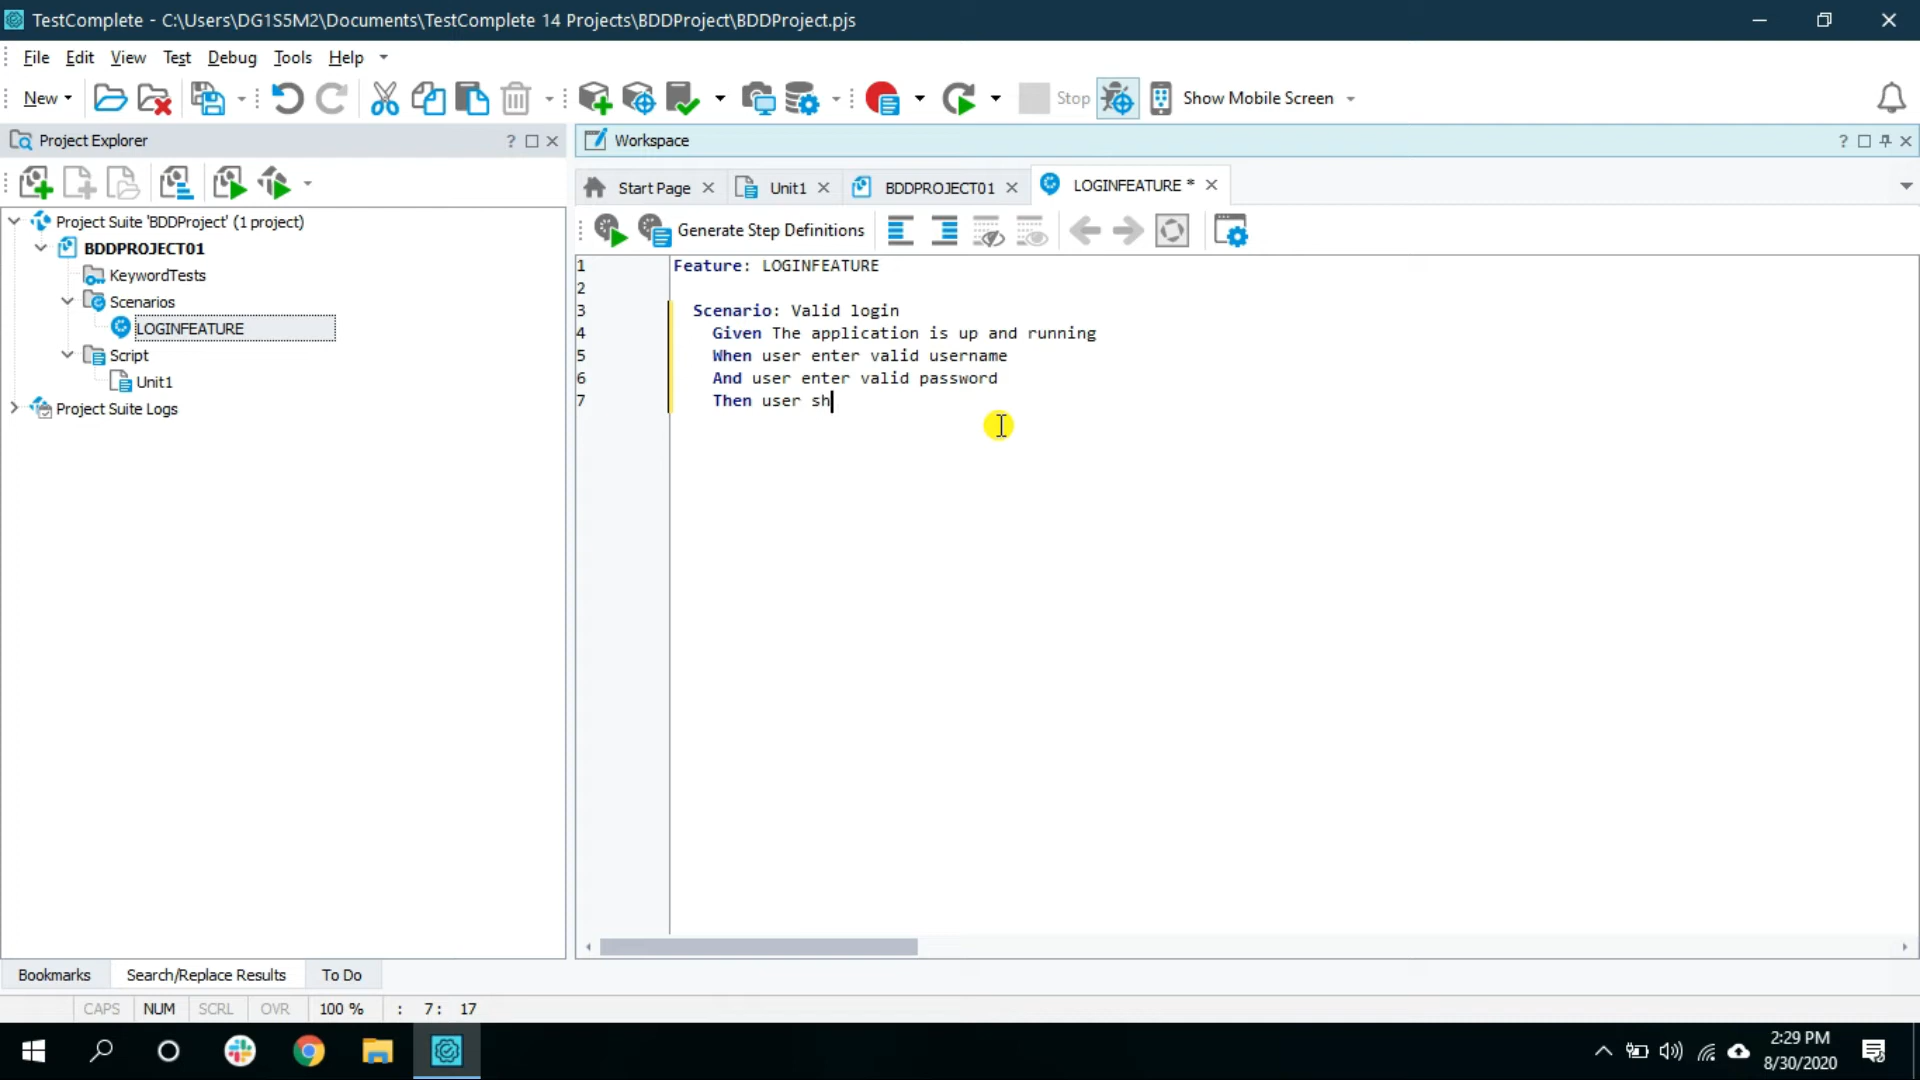 TestComplete - C:\Users\DG1S5M2\Documents\TestComplete 14 Projects\BDDProject\BDDProject.pjs
File Edit View Test Debug Tools Help
New Stop Show Mobile Screen
Project Explorer ?
Workspace ?
Start Page Unit1 BDDPROJECT01 LOGINFEATURE *
Generate Step Definitions
Project Suite 'BDDProject' (1 project)
BDDPROJECT01
KeywordTests
Scenarios
LOGINFEATURE
Script
Unit1
Project Suite Logs
1 Feature: LOGINFEATURE
2
3 Scenario: Valid login
4 Given The application is up and running
5 When user enter valid username
6 And user enter valid password
7 Then user sh
Bookmarks Search/Replace Results To Do
CAPS NUM SCRL OVR 100 % : 7: 17
2:29 PM
8/30/2020